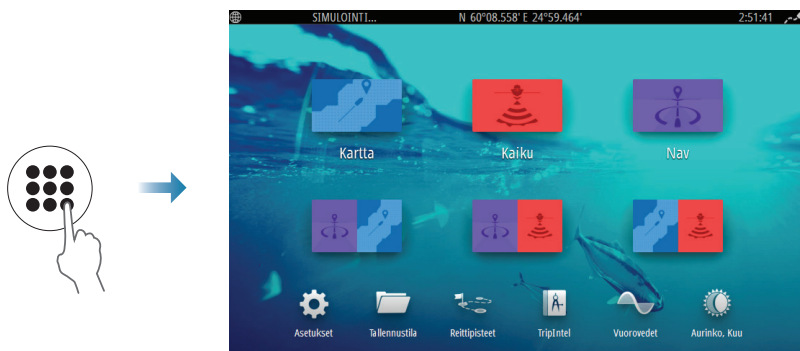 SIMULOINTI... N 60°08.558' E 24°59.464' 2:51:41
Kartta Kaiku Nav
Asetukset Tallennustila Reittipisteet TripIntel Vuorovedet Aurinko, Kuu